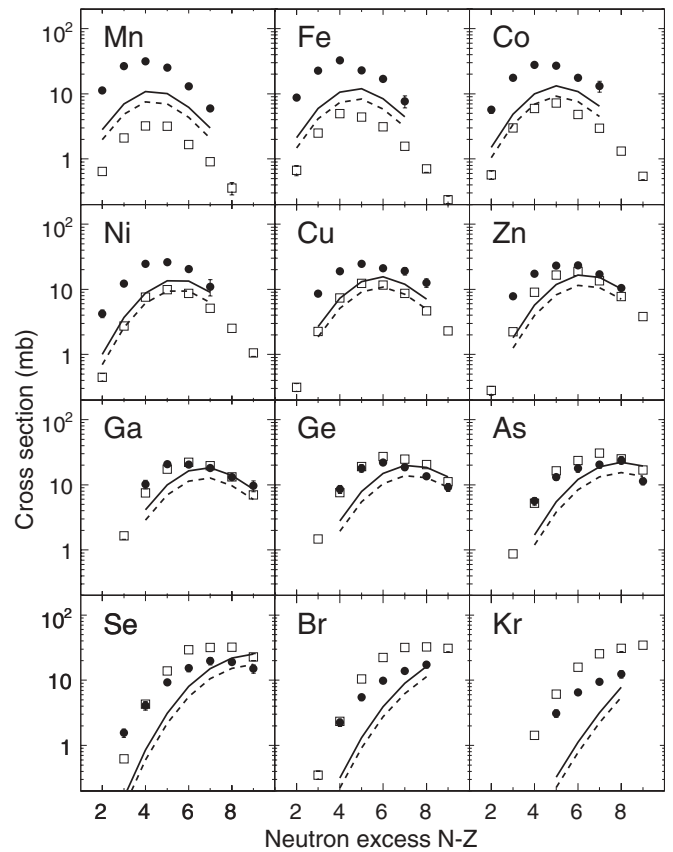 Mn Fe Co
10²
10
1
Ni Cu Zn
10²
10
1
Ga Ge As
10²
10
1
Se Br Kr
10²
10
1
2 4 6 8 2 4 6 8 2 4 6 8
Cross section (mb)
Neutron excess N-Z